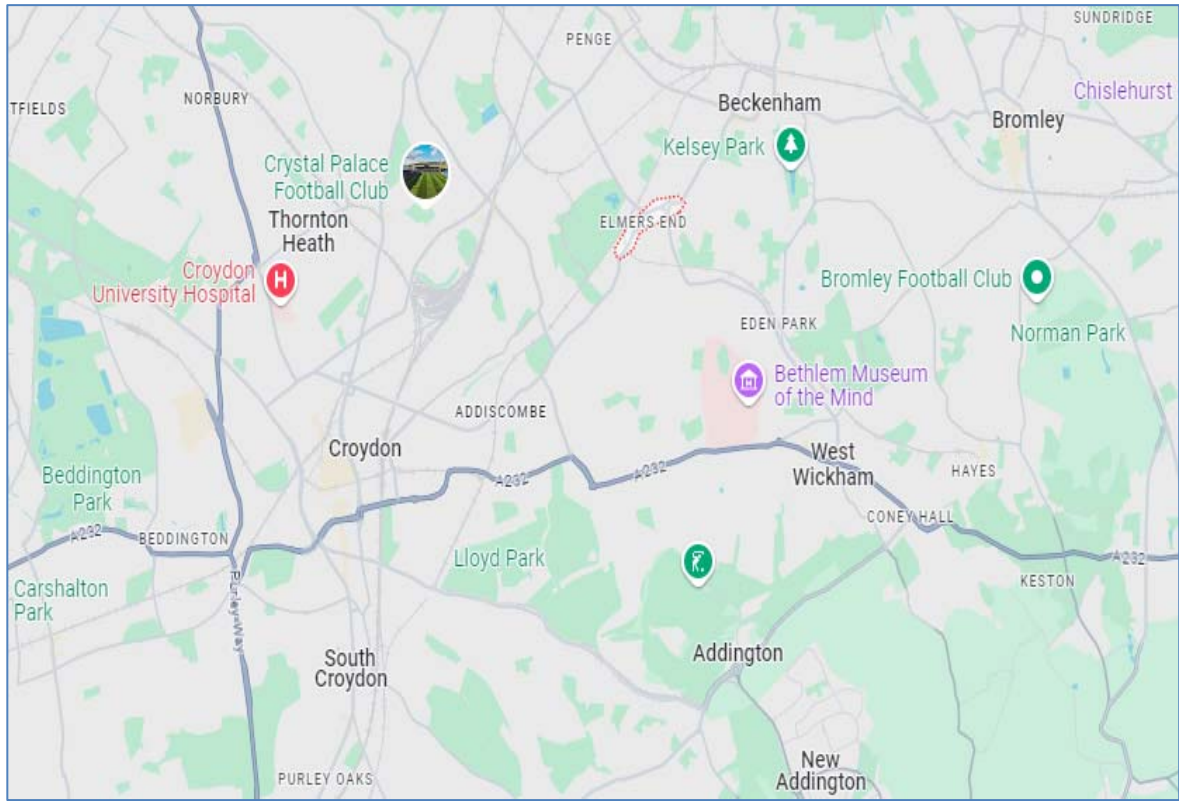 SUNDRIDGE
PENGE
Chislehurst
TFIELDS
NORBURY
Beckenham
Bromley
Kelsey Park
Crystal Palace
Football Club
Thornton
Heath
ELMERS END
Croydon
University Hospital
Bromley Football Club
EDEN PARK
Norman Park
Bethlem Museum
of the Mind
ADDISCOMBE
Croydon
West
Wickham
HAYES
A232
A232
Beddington
Park
CONEY HALL
A232
BEDDINGTON
Lloyd Park
A232
KESTON
Carshalton
Park
Purley Way
Addington
South
Croydon
New
Addington
PURLEY OAKS
H